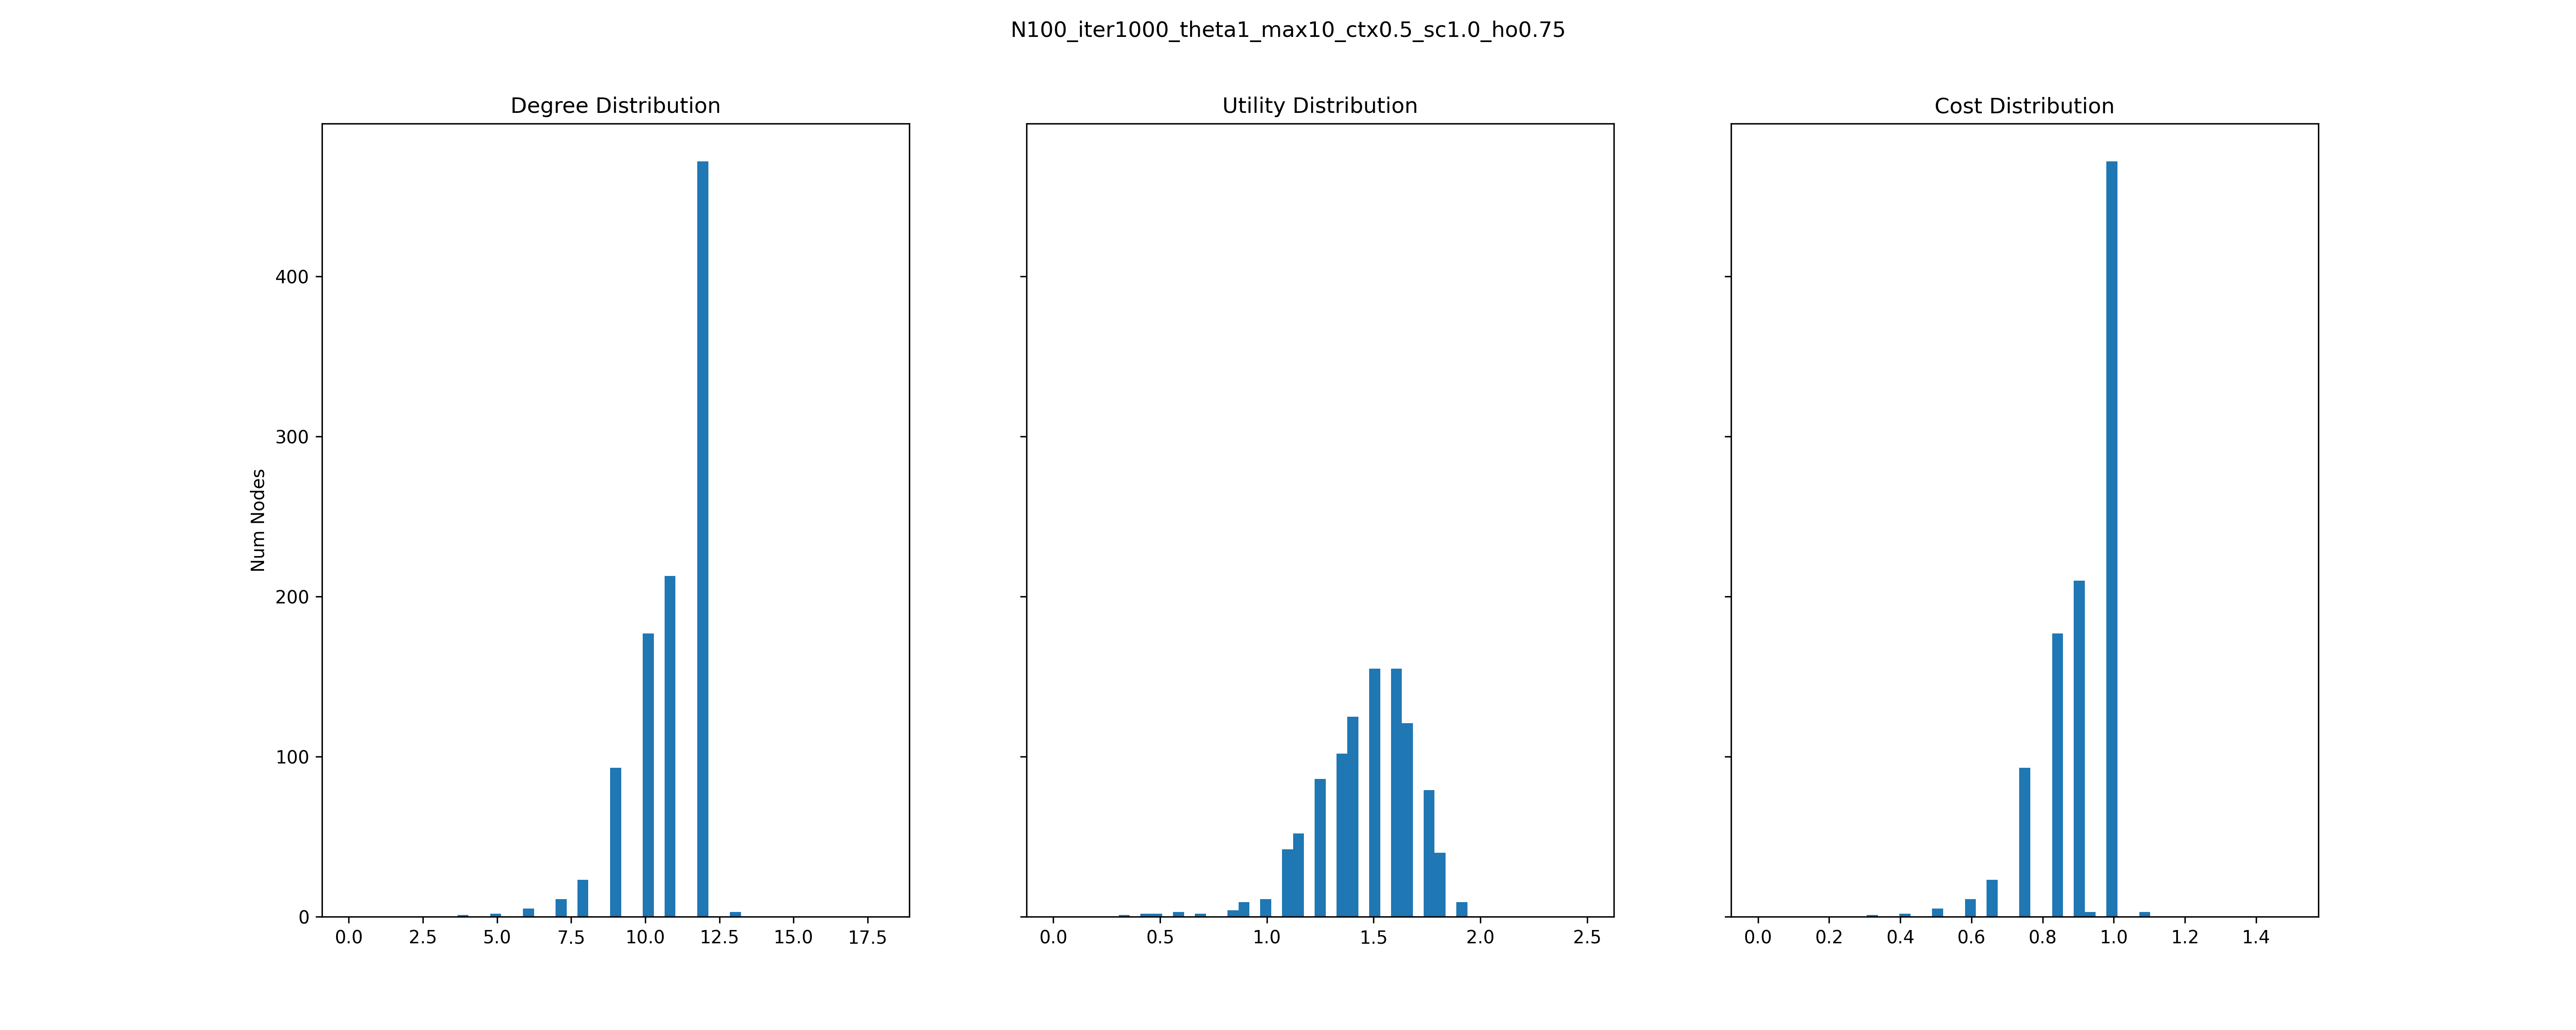 N100_iter1000_theta1_max10_ctx0.5_sc1.0_ho0.75
Degree Distribution
Utility Distribution
Cost Distribution
Num Nodes
400
300
200
100
0
0.0 2.5 5.0 7.5 10.0 12.5 15.0 17.5
0.0 0.5 1.0 1.5 2.0 2.5
0.0 0.2 0.4 0.6 0.8 1.0 1.2 1.4